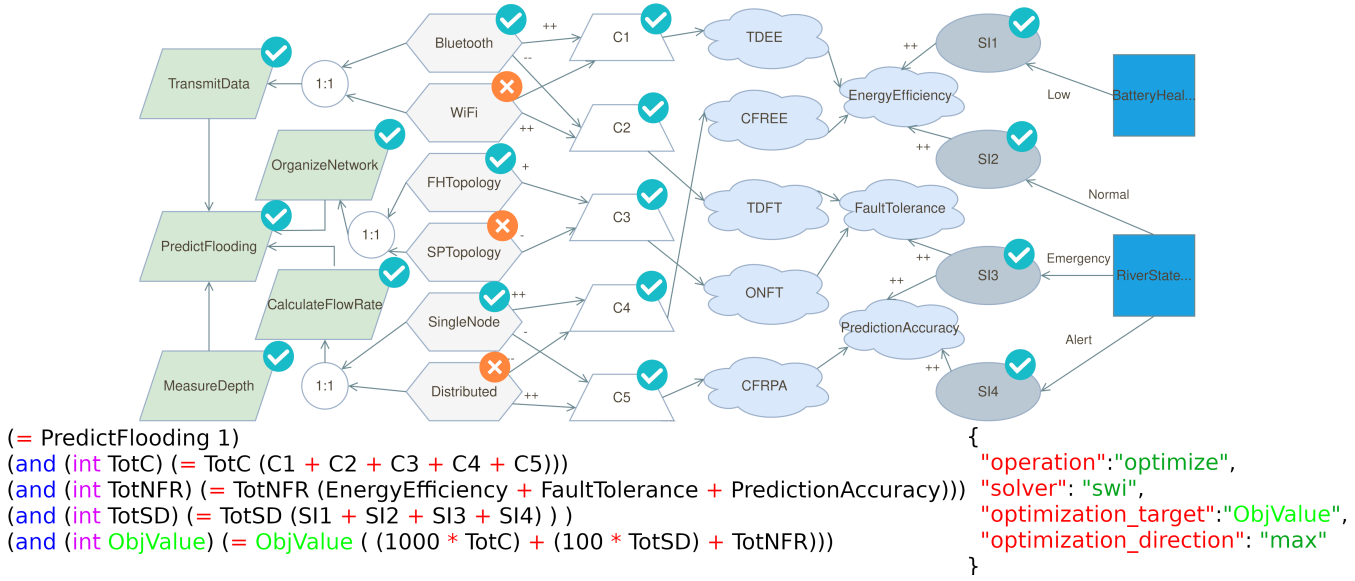 Bluetooth
++
C1
TDEE
SI1
TransmitData
1:1
--
++
EnergyEfficiency
Low
BatteryHeal...
WiFi
++
C2
CFREE
++
SI2
OrganizeNetwork
+
FHTopology
Normal
C3
TDFT
FaultTolerance
PredictFlooding
1:1
SPTopology
-
++
SI3
Emergency
RiverState...
++
CalculateFlowRate
SingleNode
++
C4
ONFT
-
PredictionAccuracy
Alert
MeasureDepth
1:1
--
Distributed
++
C5
CFRPA
++
SI4
(= PredictFlooding 1)
(and (int TotC) (= TotC (C1 + C2 + C3 + C4 + C5)))
(and (int TotNFR) (= TotNFR (EnergyEfficiency + FaultTolerance + PredictionAccuracy)))
(and (int TotSD) (= TotSD (SI1 + SI2 + SI3 + SI4) ) )
(and (int ObjValue) (= ObjValue ( (1000 * TotC) + (100 * TotSD) + TotNFR)))
{
"operation":"optimize",
"solver": "swi",
"optimization_target":"ObjValue",
"optimization_direction": "max"
}